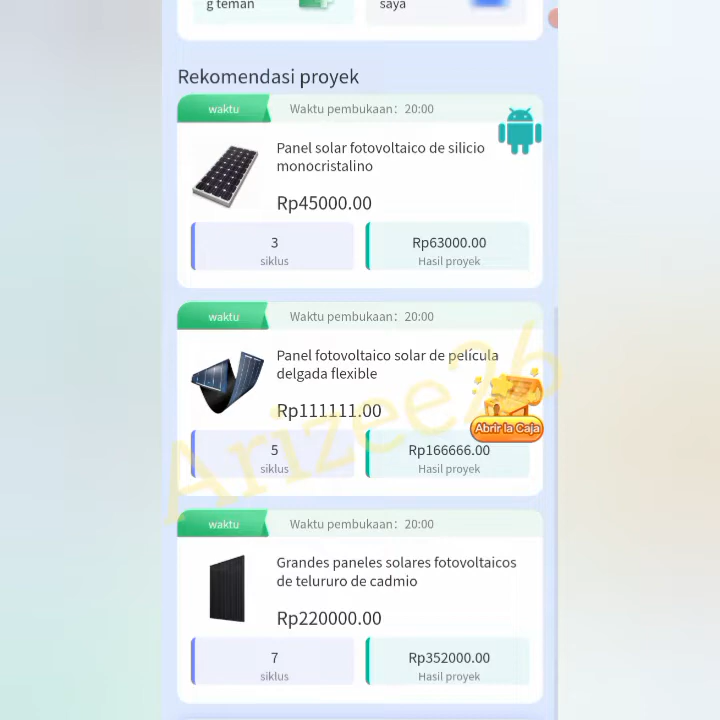 g teman
saya
Rekomendasi proyek
waktu
Waktu pembukaan: 20:00
Panel solar fotovoltaico de silicio
monocristalino
Rp45000.00
3
siklus
Rp63000.00
Hasil proyek
waktu
Waktu pembukaan: 20:00
Panel fotovoltaico solar de película
delgada flexible
Rp111111.00
Abrir la Caja
5
siklus
Rp166666.00
Hasil proyek
Arizee26
waktu
Waktu pembukaan: 20:00
Grandes paneles solares fotovoltaicos
de telururo de cadmio
Rp220000.00
7
siklus
Rp352000.00
Hasil proyek